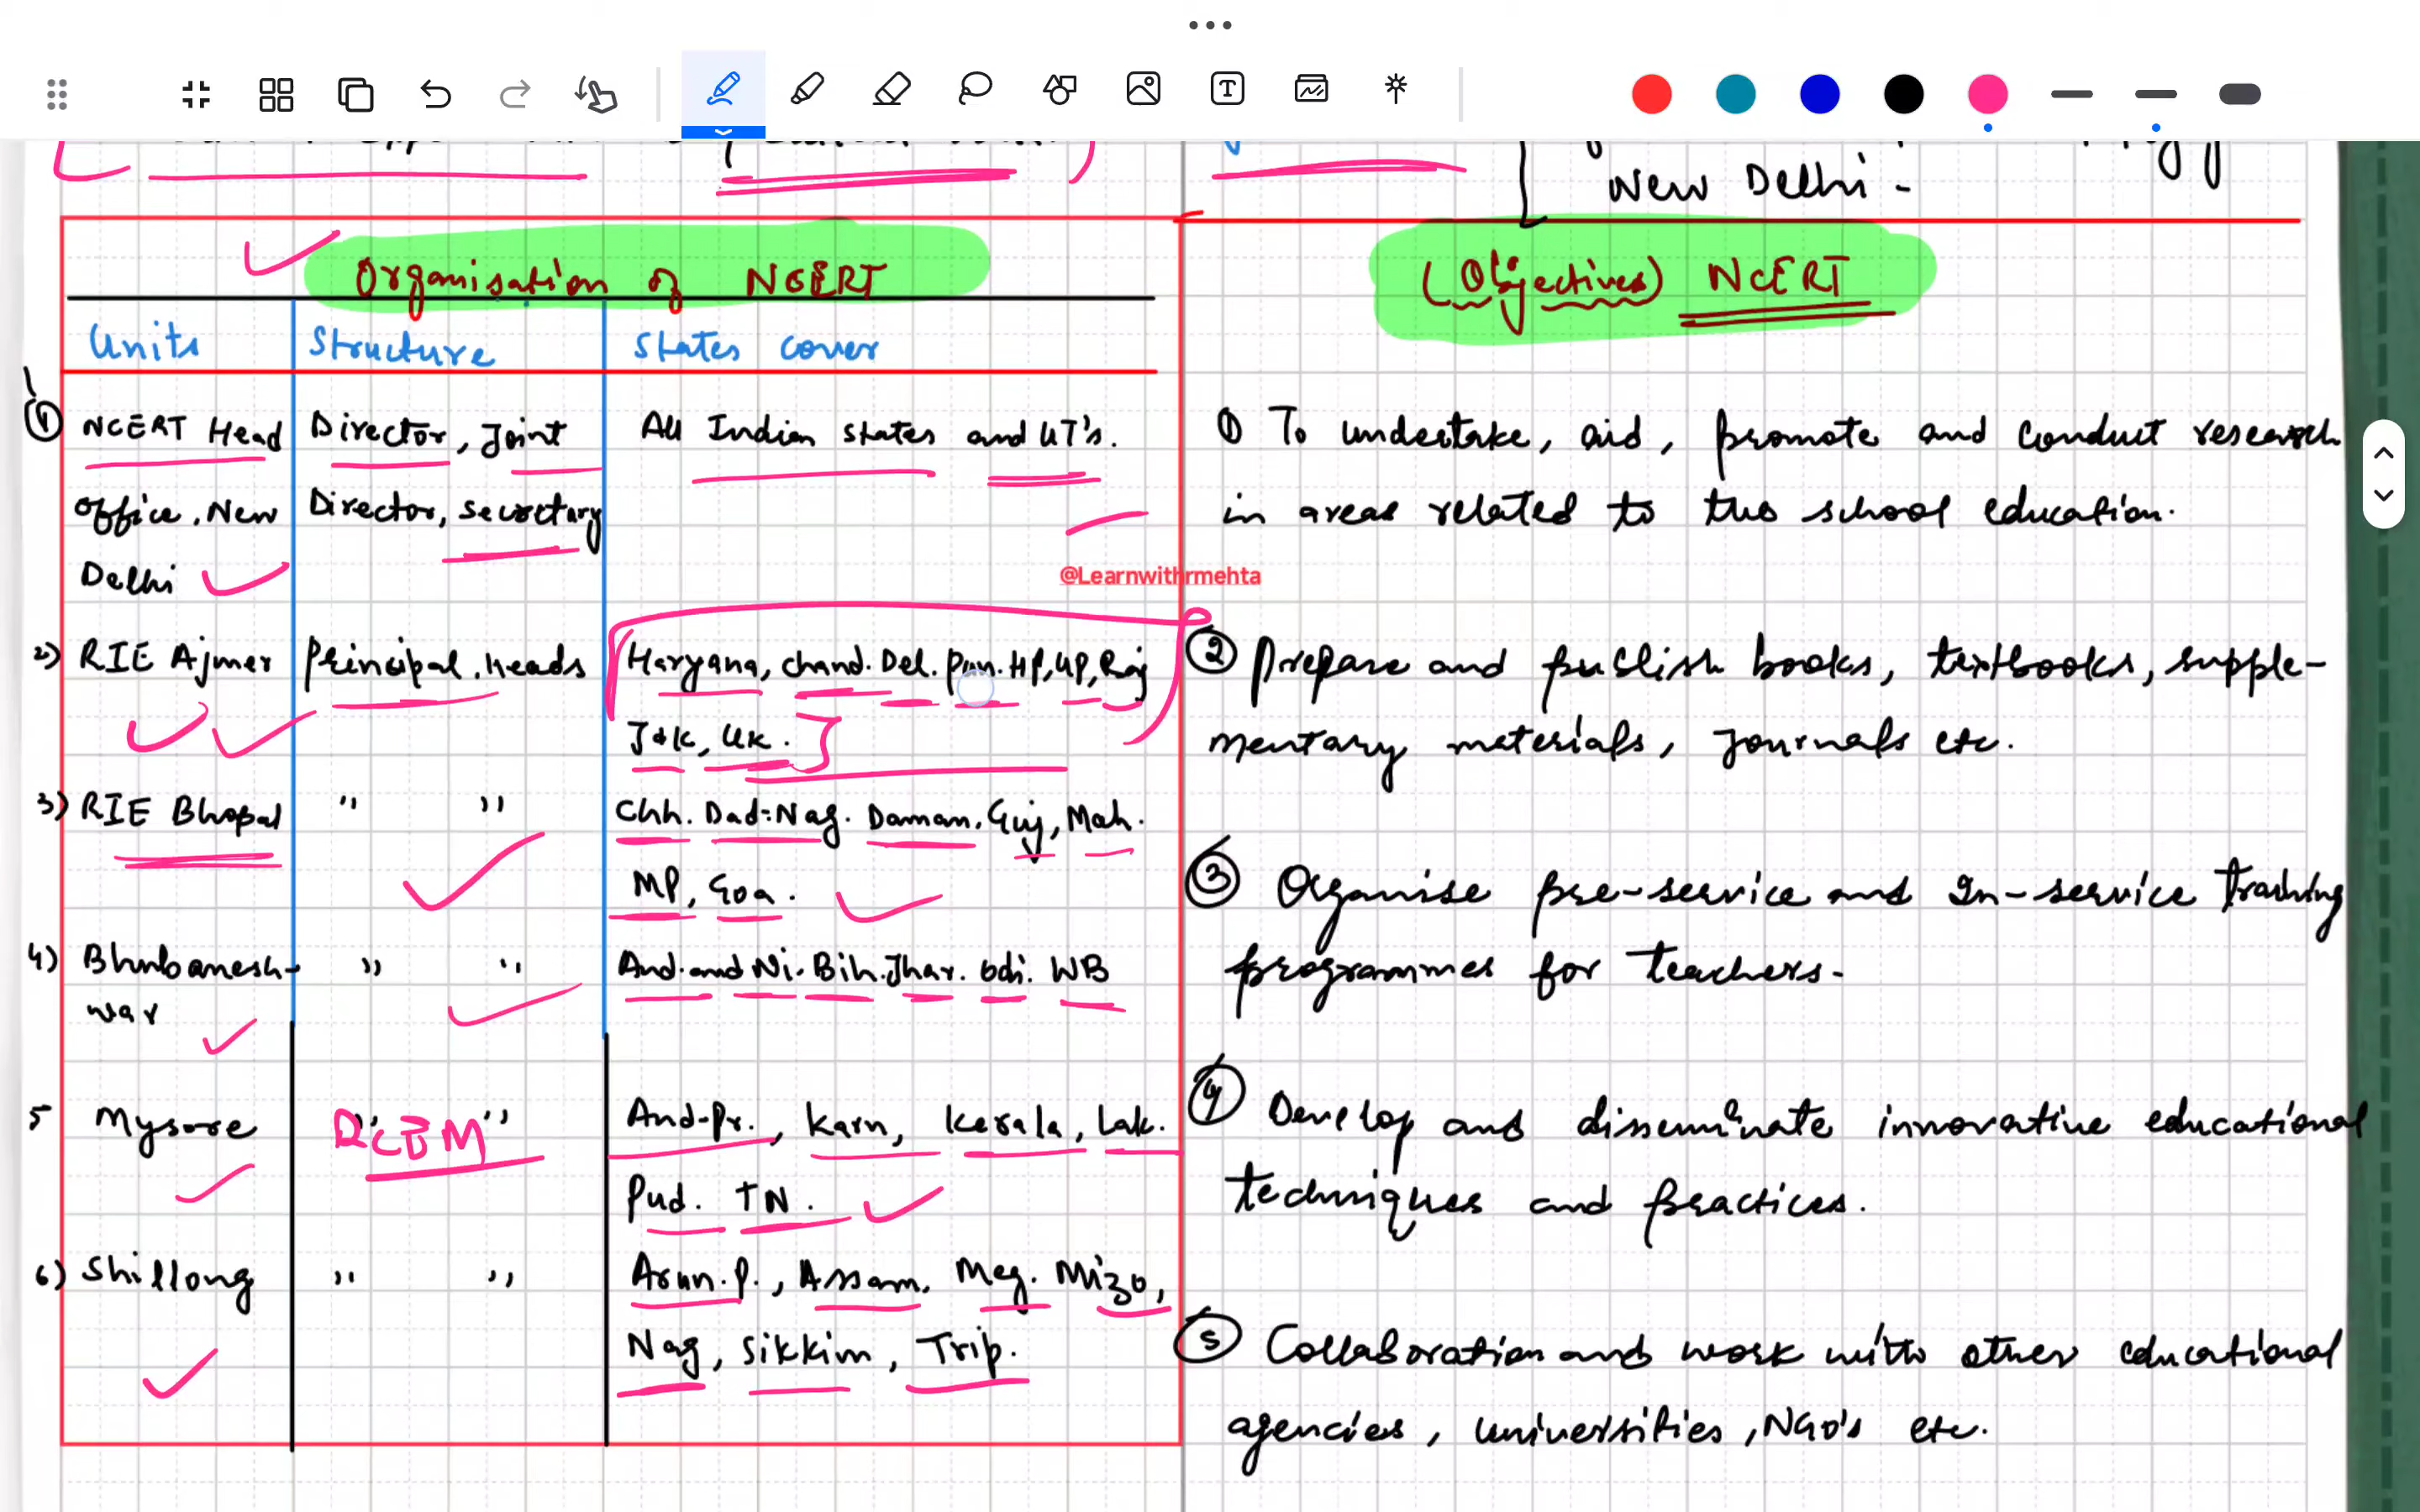 New Delhi -
Organisation of NCERT
Units Structure States cover
① NCERT Head Director, Joint All Indian states and UT's.
office, New Director, secretary
Delhi
@Learnwithrmehta
2) RIE Ajmer Principal, Heads Haryana, Chand. Del. Pun. HP, UP, Raj
J&K, UK.
3) RIE Bhopal " " Chh. Dad-Nag. Daman. Guj, Mah.
MP, Goa.
4) Bhubanesh- " " And. and Ni. Bih. Jhar. Odi. WB
war
5 Mysore " " And-Pr., Karn, Kerala, Lak.
Pud. TN.
6) Shillong " " Arun. P., Assam, Meg. Mizo,
Nag, Sikkim, Trip.
(Objectives) NCERT
① To undertake, aid, promote and conduct research
in areas related to the school education.
② Prepare and publish books, textbooks, supple-
mentary materials, Journals etc.
③ Organise pre-service and In-service training
programmes for teachers-
④ Develop and disseminate innovative educational
techniques and practices.
⑤ Collaboration and work with other educational
agencies, universities, NGO's etc.